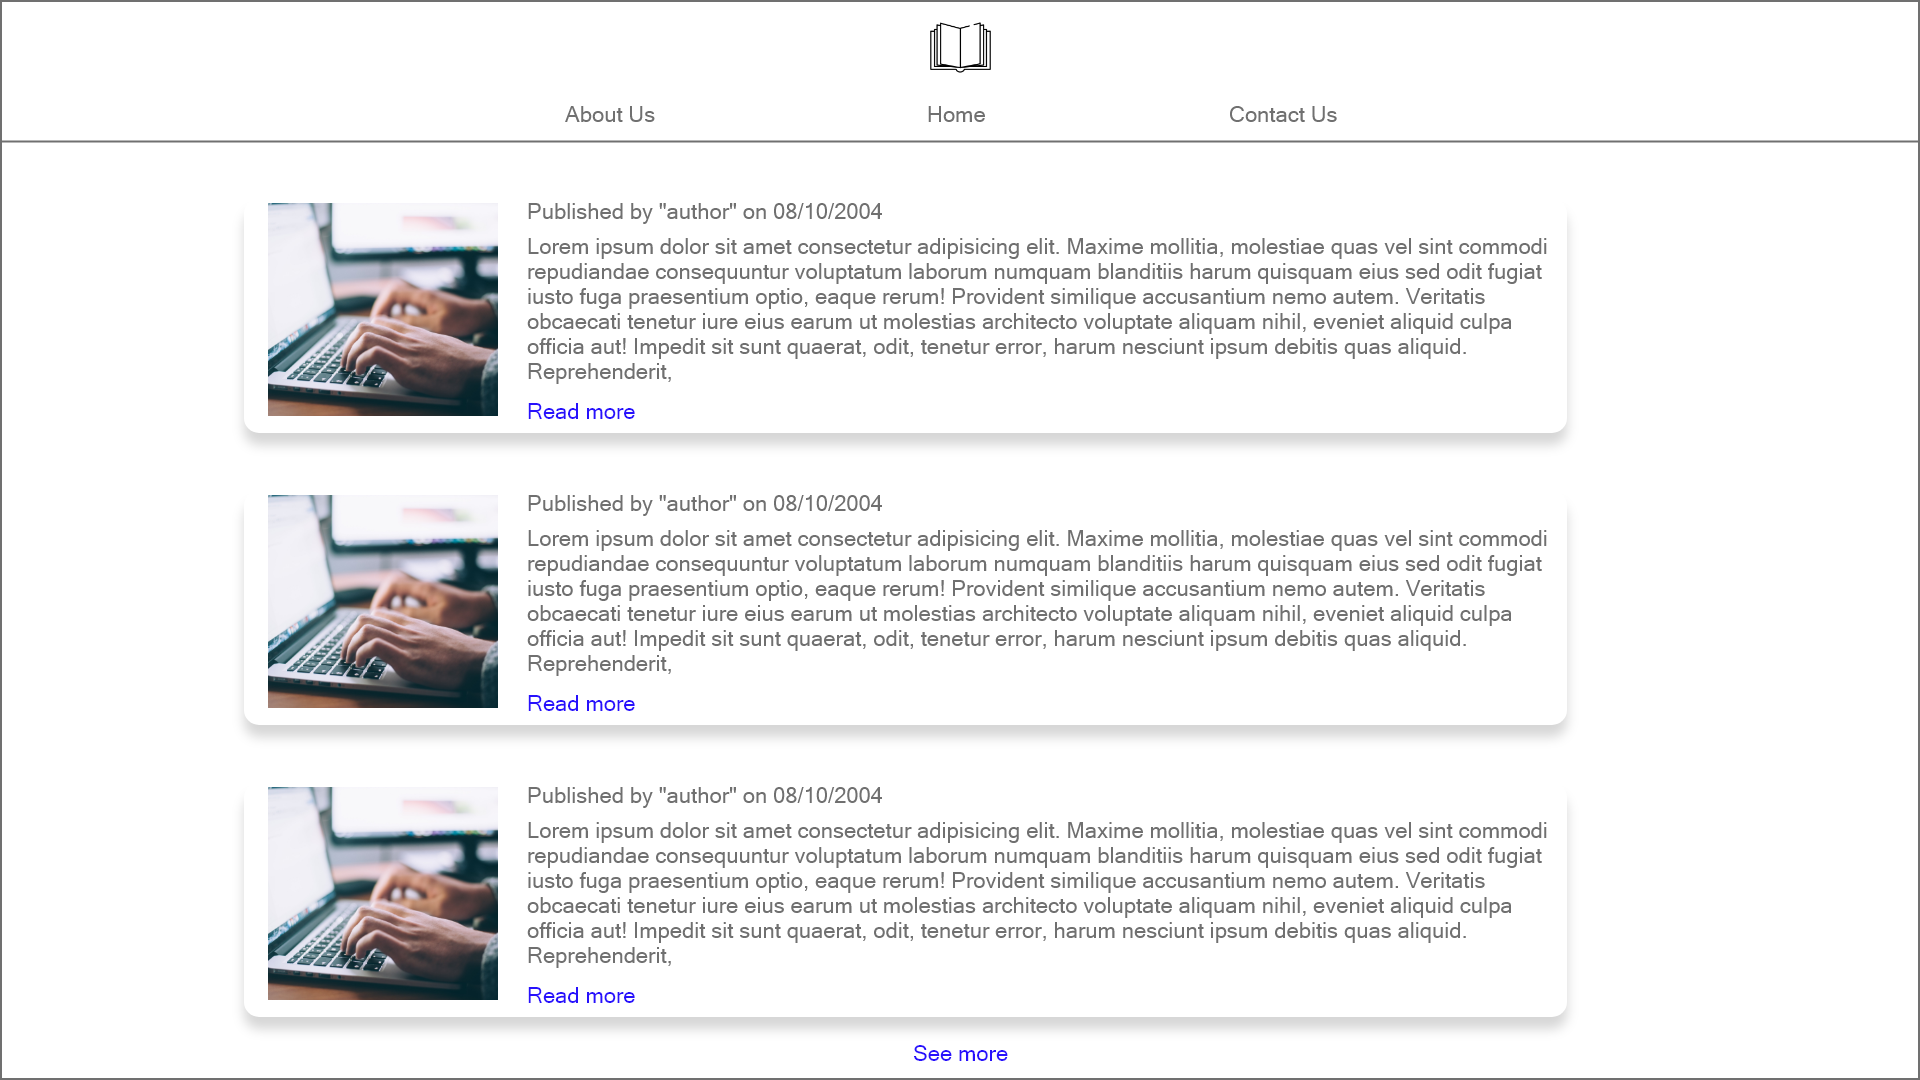 About Us Home Contact Us
Published by "author" on 08/10/2004
Lorem ipsum dolor sit amet consectetur adipisicing elit. Maxime mollitia, molestiae quas vel sint commodi
repudiandae consequuntur voluptatum laborum numquam blanditiis harum quisquam eius sed odit fugiat
iusto fuga praesentium optio, eaque rerum! Provident similique accusantium nemo autem. Veritatis
obcaecati tenetur iure eius earum ut molestias architecto voluptate aliquam nihil, eveniet aliquid culpa
officia aut! Impedit sit sunt quaerat, odit, tenetur error, harum nesciunt ipsum debitis quas aliquid.
Reprehenderit,
Read more
Published by "author" on 08/10/2004
Lorem ipsum dolor sit amet consectetur adipisicing elit. Maxime mollitia, molestiae quas vel sint commodi
repudiandae consequuntur voluptatum laborum numquam blanditiis harum quisquam eius sed odit fugiat
iusto fuga praesentium optio, eaque rerum! Provident similique accusantium nemo autem. Veritatis
obcaecati tenetur iure eius earum ut molestias architecto voluptate aliquam nihil, eveniet aliquid culpa
officia aut! Impedit sit sunt quaerat, odit, tenetur error, harum nesciunt ipsum debitis quas aliquid.
Reprehenderit,
Read more
Published by "author" on 08/10/2004
Lorem ipsum dolor sit amet consectetur adipisicing elit. Maxime mollitia, molestiae quas vel sint commodi
repudiandae consequuntur voluptatum laborum numquam blanditiis harum quisquam eius sed odit fugiat
iusto fuga praesentium optio, eaque rerum! Provident similique accusantium nemo autem. Veritatis
obcaecati tenetur iure eius earum ut molestias architecto voluptate aliquam nihil, eveniet aliquid culpa
officia aut! Impedit sit sunt quaerat, odit, tenetur error, harum nesciunt ipsum debitis quas aliquid.
Reprehenderit,
Read more
See more